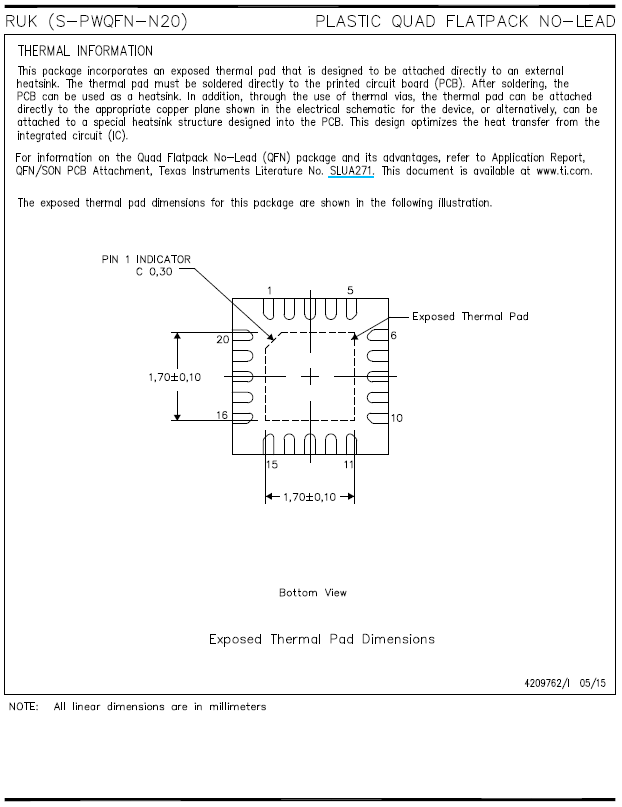 RUK (S-PWQFN-N20) PLASTIC QUAD FLATPACK NO-LEAD
THERMAL INFORMATION
This package incorporates an exposed thermal pad that is designed to be attached directly to an external
heatsink. The thermal pad must be soldered directly to the printed circuit board (PCB). After soldering, the
PCB can be used as a heatsink. In addition, through the use of thermal vias, the thermal pad can be attached
directly to the appropriate copper plane shown in the electrical schematic for the device, or alternatively, can be
attached to a special heatsink structure designed into the PCB. This design optimizes the heat transfer from the
integrated circuit (IC).
For information on the Quad Flatpack No-Lead (QFN) package and its advantages, refer to Application Report,
QFN/SON PCB Attachment, Texas Instruments Literature No. SLUA271. This document is available at www.ti.com.
The exposed thermal pad dimensions for this package are shown in the following illustration.
PIN 1 INDICATOR
C 0,30
1 5
Exposed Thermal Pad
20 6
1,70±0,10
16 10
15 11
1,70±0,10
Bottom View
Exposed Thermal Pad Dimensions
4209762/I 05/15
NOTE: All linear dimensions are in millimeters